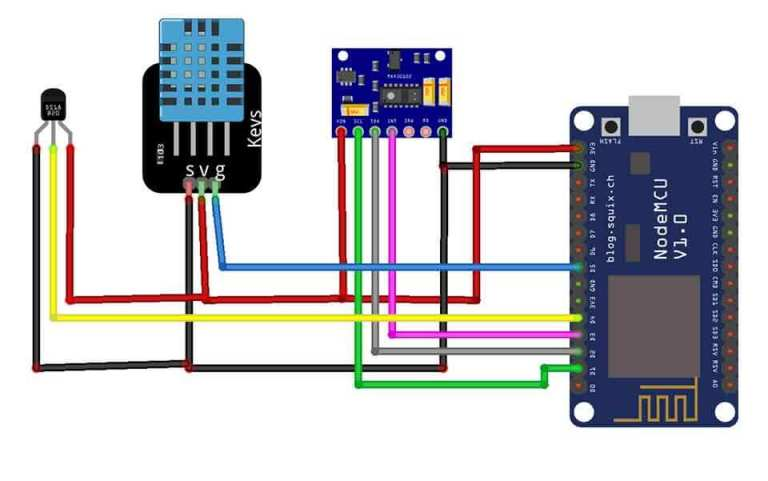 Keys
S V g
VIN
SCL
SDA
INT
IRD
RD
GND
FLASH
RST
3V3
GND
TX
RX
D8
D7
D6
D5
GND
3V3
D4
D3
D2
D1
D0
blog.squix.ch
NodeMCU
V1.0
Vin
GND
RST
EN
3V3
GND
CLK
SDO
CMD
SD1
SD2
SD3
RSV
RSV
A0